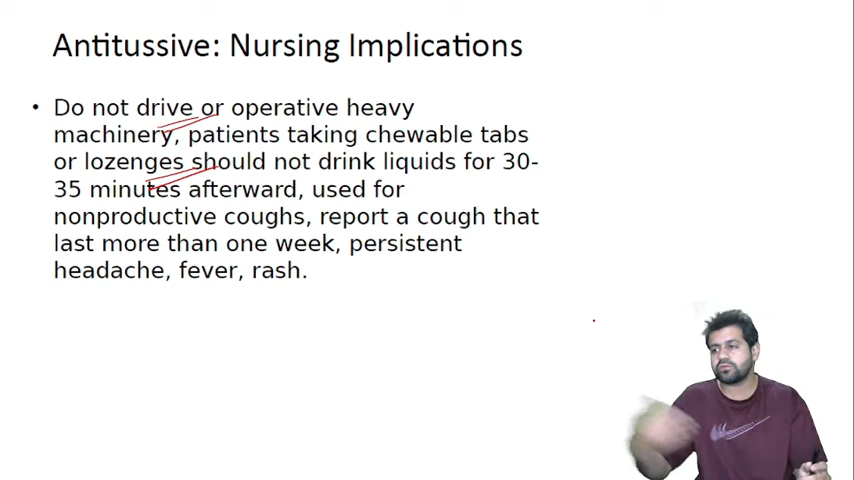 Antitussive: Nursing Implications
• Do not drive or operative heavy
machinery, patients taking chewable tabs
or lozenges should not drink liquids for 30-
35 minutes afterward, used for
nonproductive coughs, report a cough that
last more than one week, persistent
headache, fever, rash.